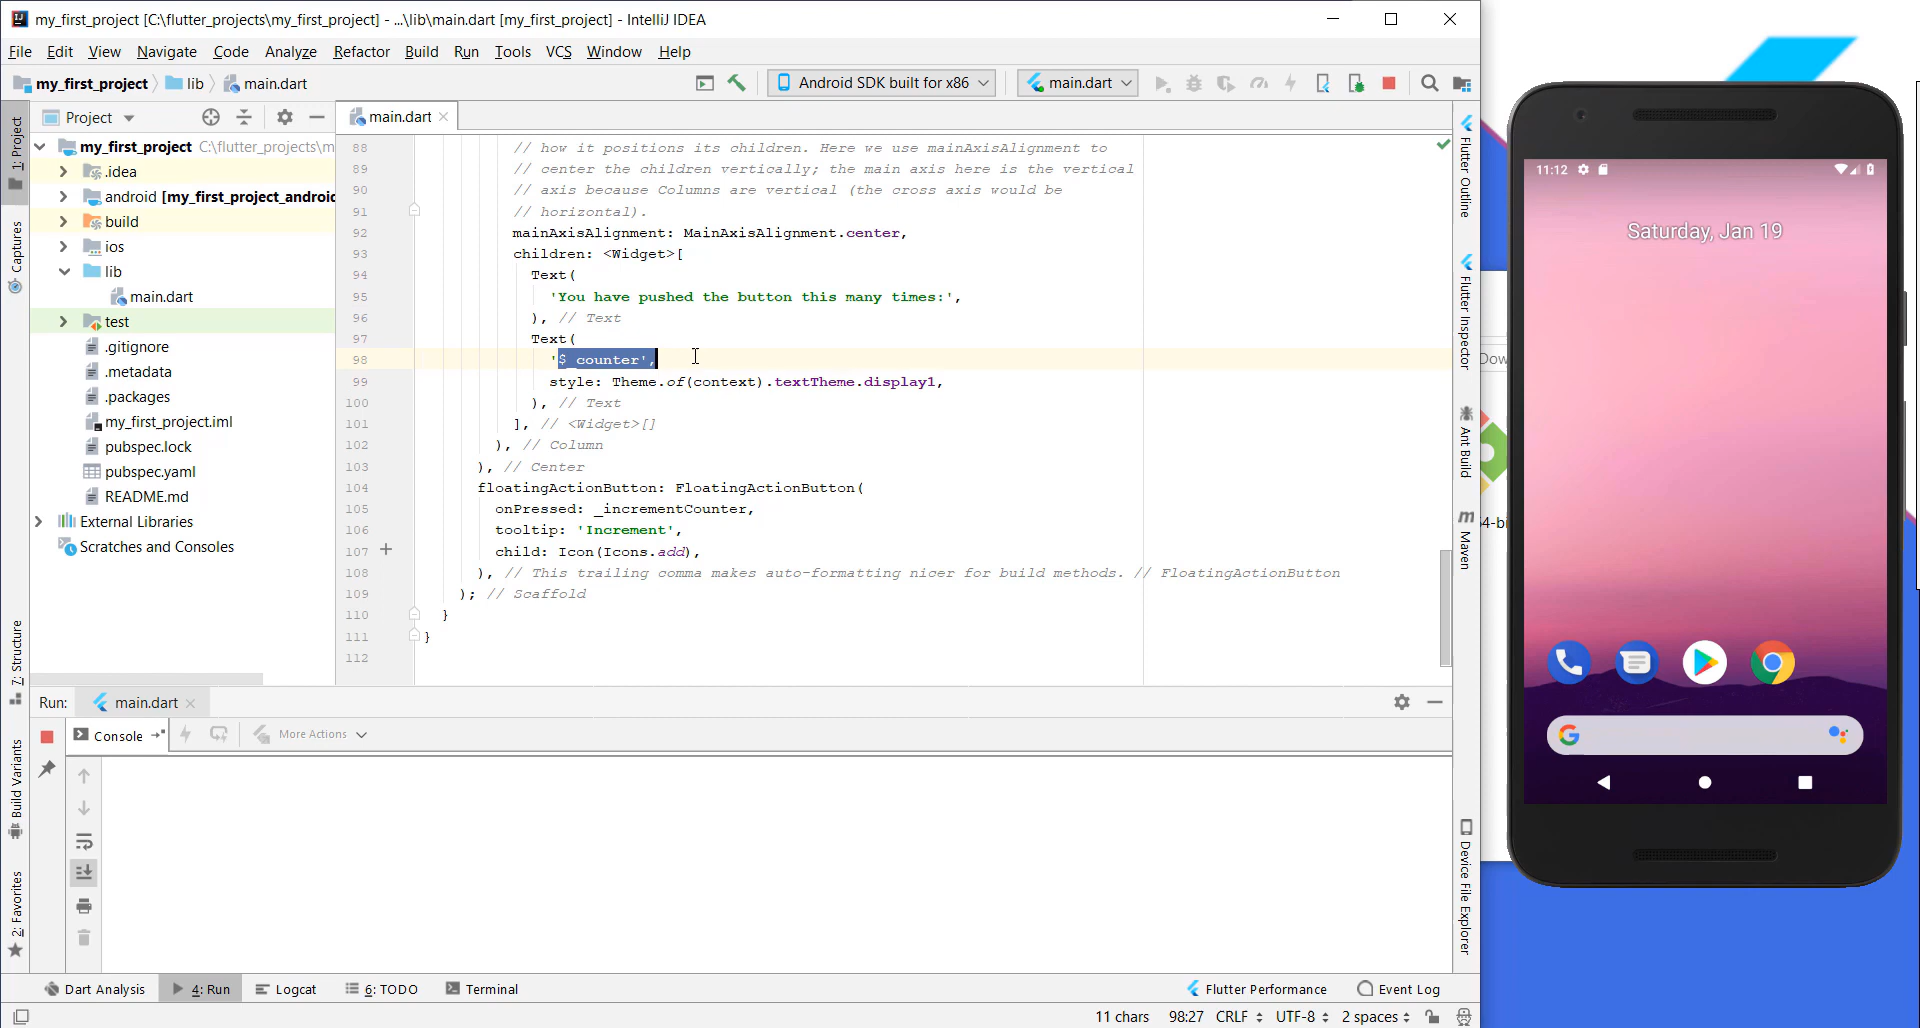 my_first_project [C:\flutter_projects\my_first_project] - ...\lib\main.dart [my_first_project] - IntelliJ IDEA
File Edit View Navigate Code Analyze Refactor Build Run Tools VCS Window Help
my_first_project lib main.dart
Android SDK built for x86 main.dart
Project main.dart
my_first_project C:\flutter_projects\m
.idea
android [my_first_project_android
build
ios
lib
main.dart
test
.gitignore
.metadata
.packages
my_first_project.iml
pubspec.lock
pubspec.yaml
README.md
External Libraries
Scratches and Consoles
1: Project
Captures
7: Structure
Build Variants
2: Favorites
88 // how it positions its children. Here we use mainAxisAlignment to
89 // center the children vertically; the main axis here is the vertical
90 // axis because Columns are vertical (the cross axis would be
91 // horizontal).
92 mainAxisAlignment: MainAxisAlignment.center,
93 children: <Widget>[
94 Text(
95 'You have pushed the button this many times:',
96 ), // Text
97 Text(
98 '$_counter',
99 style: Theme.of(context).textTheme.display1,
100 ), // Text
101 ], // <Widget>[]
102 ), // Column
103 ), // Center
104 floatingActionButton: FloatingActionButton(
105 onPressed: _incrementCounter,
106 tooltip: 'Increment',
107 child: Icon(Icons.add),
108 ), // This trailing comma makes auto-formatting nicer for build methods. // FloatingActionButton
109 ); // Scaffold
110 }
111 }
112
Flutter Outline
Flutter Inspector
Ant Build
Maven
Device File Explorer
Run: main.dart
Console More Actions
Dart Analysis 4: Run Logcat 6: TODO Terminal Flutter Performance Event Log
11 chars 98:27 CRLF UTF-8 2 spaces
Dow
64-bi
11:12
Saturday, Jan 19